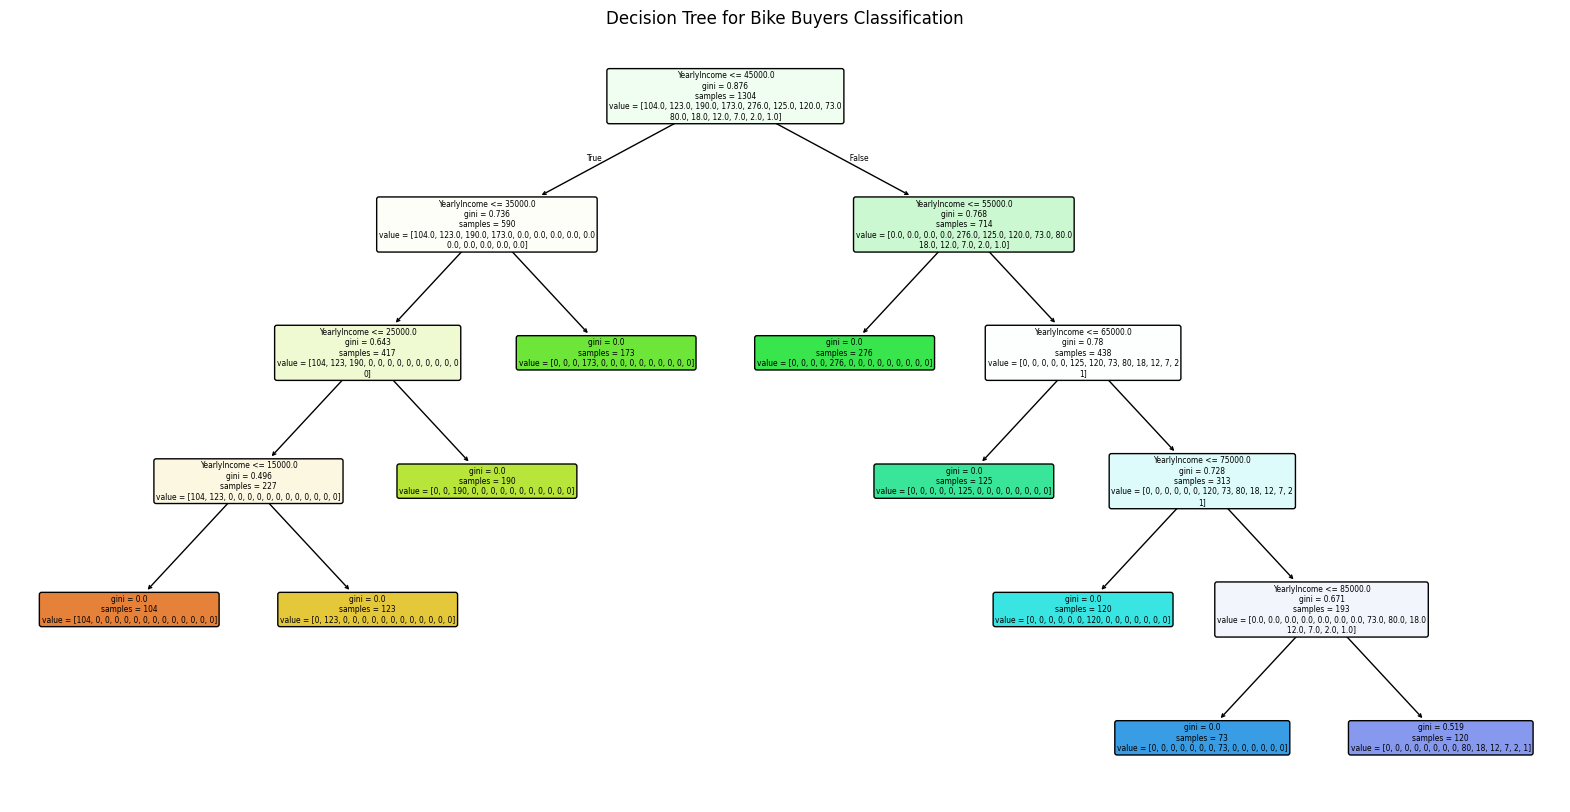 Decision Tree for Bike Buyers Classification
YearlyIncome <= 45000.0
gini = 0.876
samples = 1304
value = [104.0, 123.0, 190.0, 173.0, 276.0, 125.0, 120.0, 73.0
80.0, 18.0, 12.0, 7.0, 2.0, 1.0]
True
False
YearlyIncome <= 35000.0
gini = 0.736
samples = 590
value = [104.0, 123.0, 190.0, 173.0, 0.0, 0.0, 0.0, 0.0, 0.0
0.0, 0.0, 0.0, 0.0, 0.0]
YearlyIncome <= 55000.0
gini = 0.768
samples = 714
value = [0.0, 0.0, 0.0, 0.0, 276.0, 125.0, 120.0, 73.0, 80.0
18.0, 12.0, 7.0, 2.0, 1.0]
YearlyIncome <= 25000.0
gini = 0.643
samples = 417
value = [104, 123, 190, 0, 0, 0, 0, 0, 0, 0, 0, 0, 0
0]
gini = 0.0
samples = 173
value = [0, 0, 0, 173, 0, 0, 0, 0, 0, 0, 0, 0, 0, 0]
gini = 0.0
samples = 276
value = [0, 0, 0, 0, 276, 0, 0, 0, 0, 0, 0, 0, 0, 0]
YearlyIncome <= 65000.0
gini = 0.78
samples = 438
value = [0, 0, 0, 0, 0, 125, 120, 73, 80, 18, 12, 7, 2
1]
YearlyIncome <= 15000.0
gini = 0.496
samples = 227
value = [104, 123, 0, 0, 0, 0, 0, 0, 0, 0, 0, 0, 0, 0]
gini = 0.0
samples = 190
value = [0, 0, 190, 0, 0, 0, 0, 0, 0, 0, 0, 0, 0, 0]
gini = 0.0
samples = 125
value = [0, 0, 0, 0, 0, 125, 0, 0, 0, 0, 0, 0, 0, 0]
YearlyIncome <= 75000.0
gini = 0.728
samples = 313
value = [0, 0, 0, 0, 0, 0, 120, 73, 80, 18, 12, 7, 2
1]
gini = 0.0
samples = 104
value = [104, 0, 0, 0, 0, 0, 0, 0, 0, 0, 0, 0, 0, 0]
gini = 0.0
samples = 123
value = [0, 123, 0, 0, 0, 0, 0, 0, 0, 0, 0, 0, 0, 0]
gini = 0.0
samples = 120
value = [0, 0, 0, 0, 0, 0, 120, 0, 0, 0, 0, 0, 0, 0]
YearlyIncome <= 85000.0
gini = 0.671
samples = 193
value = [0.0, 0.0, 0.0, 0.0, 0.0, 0.0, 0.0, 73.0, 80.0, 18.0
12.0, 7.0, 2.0, 1.0]
gini = 0.0
samples = 73
value = [0, 0, 0, 0, 0, 0, 0, 73, 0, 0, 0, 0, 0, 0]
gini = 0.519
samples = 120
value = [0, 0, 0, 0, 0, 0, 0, 0, 80, 18, 12, 7, 2, 1]